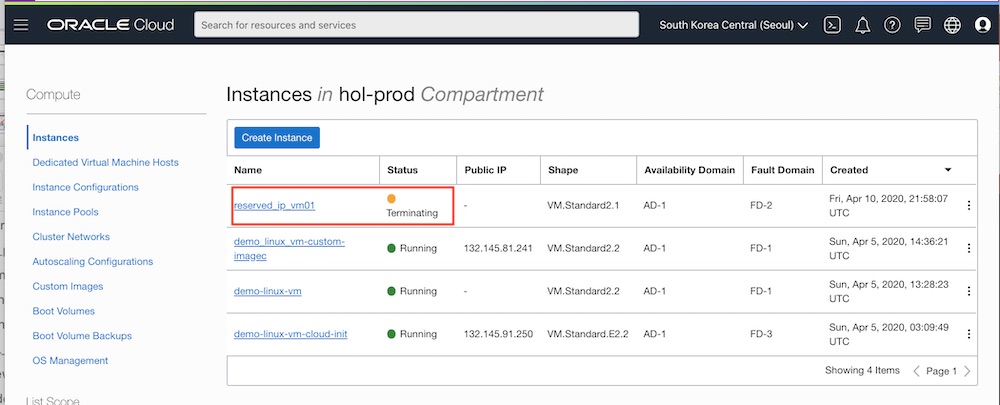 ORACLE Cloud
Search for resources and services
South Korea Central (Seoul)
Compute
Instances
Dedicated Virtual Machine Hosts
Instance Configurations
Instance Pools
Cluster Networks
Autoscaling Configurations
Custom Images
Boot Volumes
Boot Volume Backups
OS Management
List Scope
Instances in hol-prod Compartment
Create Instance
Name Status Public IP Shape Availability Domain Fault Domain Created
reserved_ip_vm01 Terminating - VM.Standard2.1 AD-1 FD-2 Fri, Apr 10, 2020, 21:58:07
UTC
demo_linux_vm-custom- Running 132.145.81.241 VM.Standard2.2 AD-1 FD-1 Sun, Apr 5, 2020, 14:36:21
imagec UTC
demo-linux-vm Running - VM.Standard2.2 AD-1 FD-1 Sun, Apr 5, 2020, 13:28:23
UTC
demo-linux-vm-cloud-init Running 132.145.91.250 VM.Standard.E2.2 AD-1 FD-3 Sun, Apr 5, 2020, 03:09:49
UTC
Showing 4 Items < Page 1 >